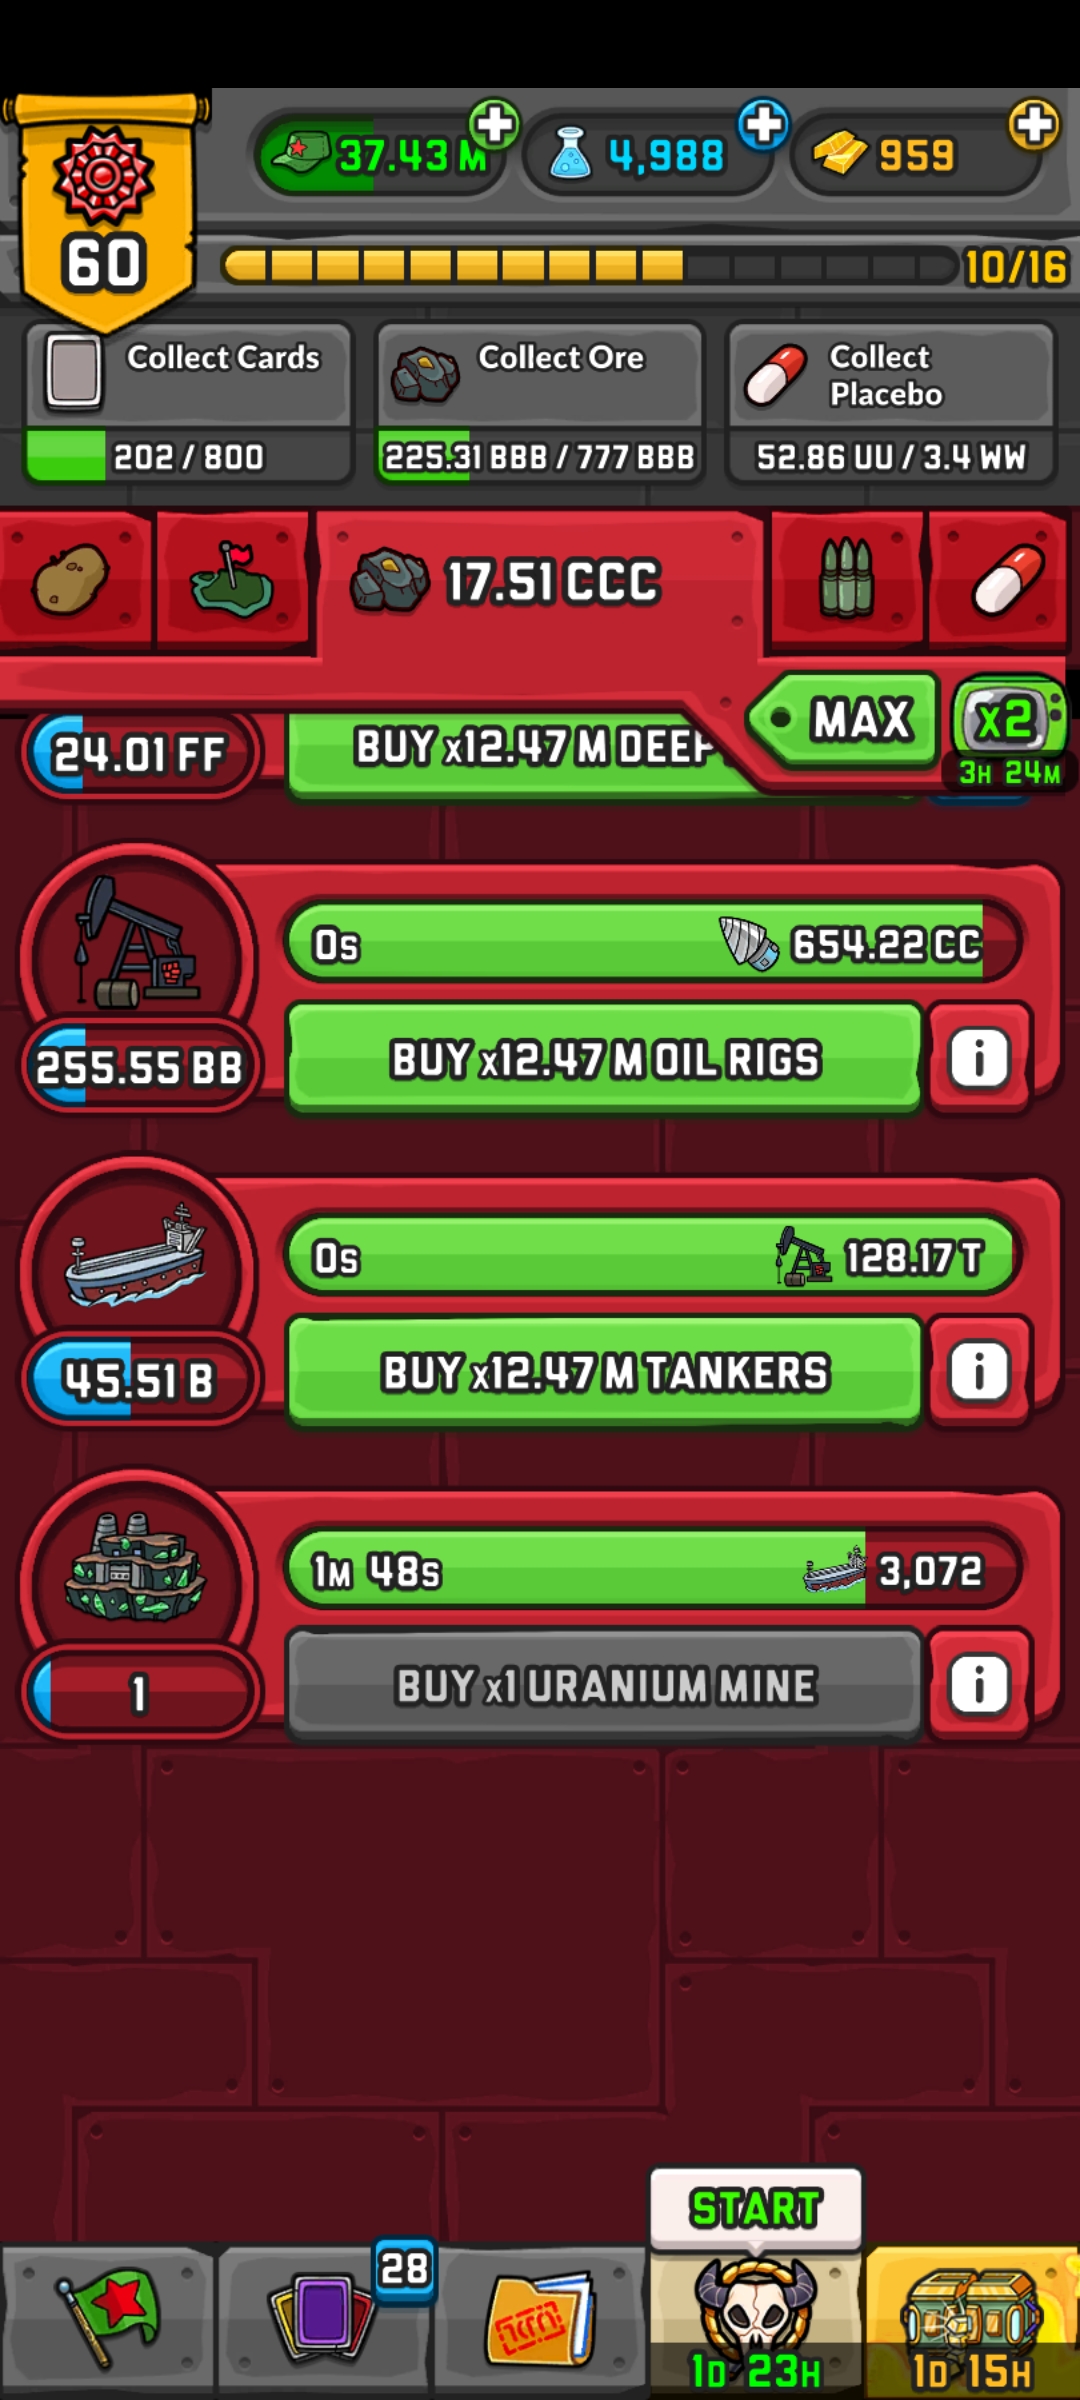 37.43 M
4,988
959
60
10/16
Collect Cards
202 / 800
Collect Ore
225.31 BBB / 777 BBB
Collect
Placebo
52.86 UU / 3.4 WW
17.51 CCC
MAX
x2
3H 24M
24.01 FF
BUY x12.47 M DEEP
0s
654.22 CC
255.55 BB
BUY x12.47 M OIL RIGS
i
0s
128.17 T
45.51 B
BUY x12.47 M TANKERS
i
1M 48s
3,072
1
BUY x1 URANIUM MINE
i
START
28
1D 23H
1D 15H